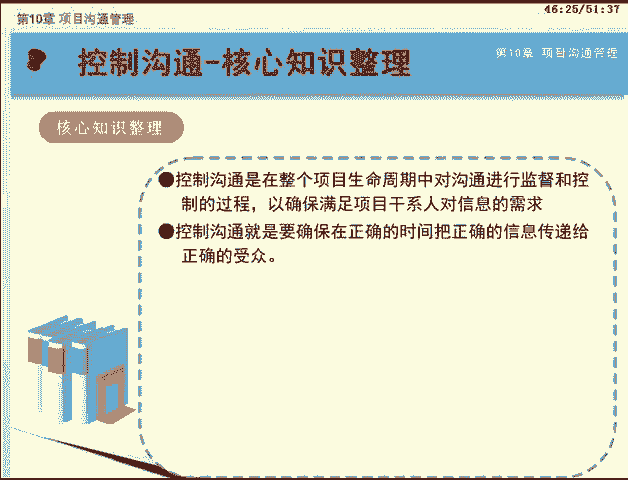 第10章 项目沟通管理
46:25/51:37
控制沟通-核心知识整理
第10章 项目沟通管理
核心知识整理
●控制沟通是在整个项目生命周期中对沟通进行监督和控
制的过程，以确保满足项目干系人对信息的需求
●控制沟通就是要确保在正确的时间把正确的信息传递给
正确的受众。